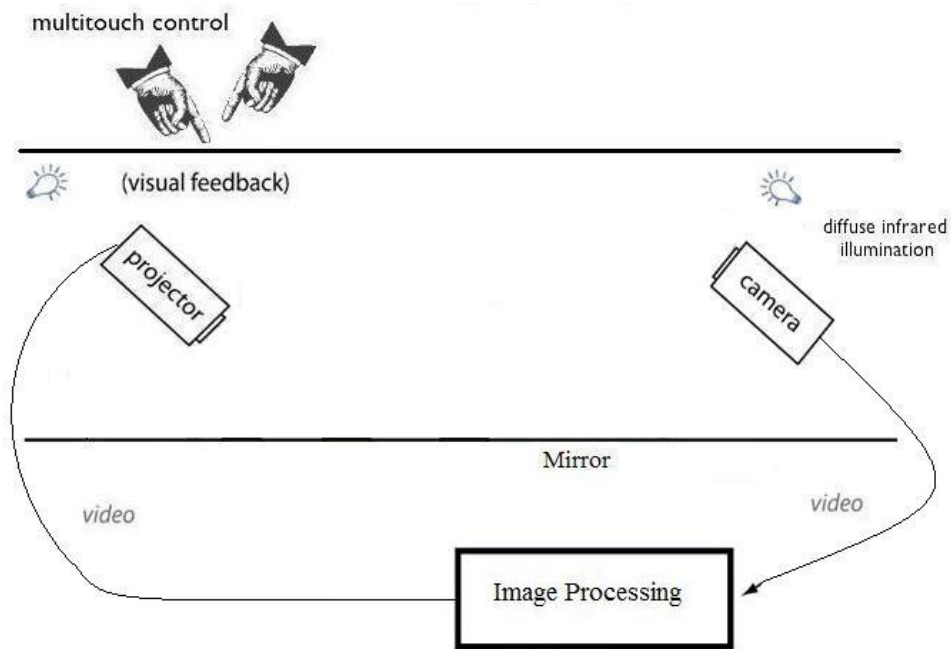 multitouch control
(visual feedback)
diffuse infrared
illumination
projector
camera
Mirror
video
video
Image Processing